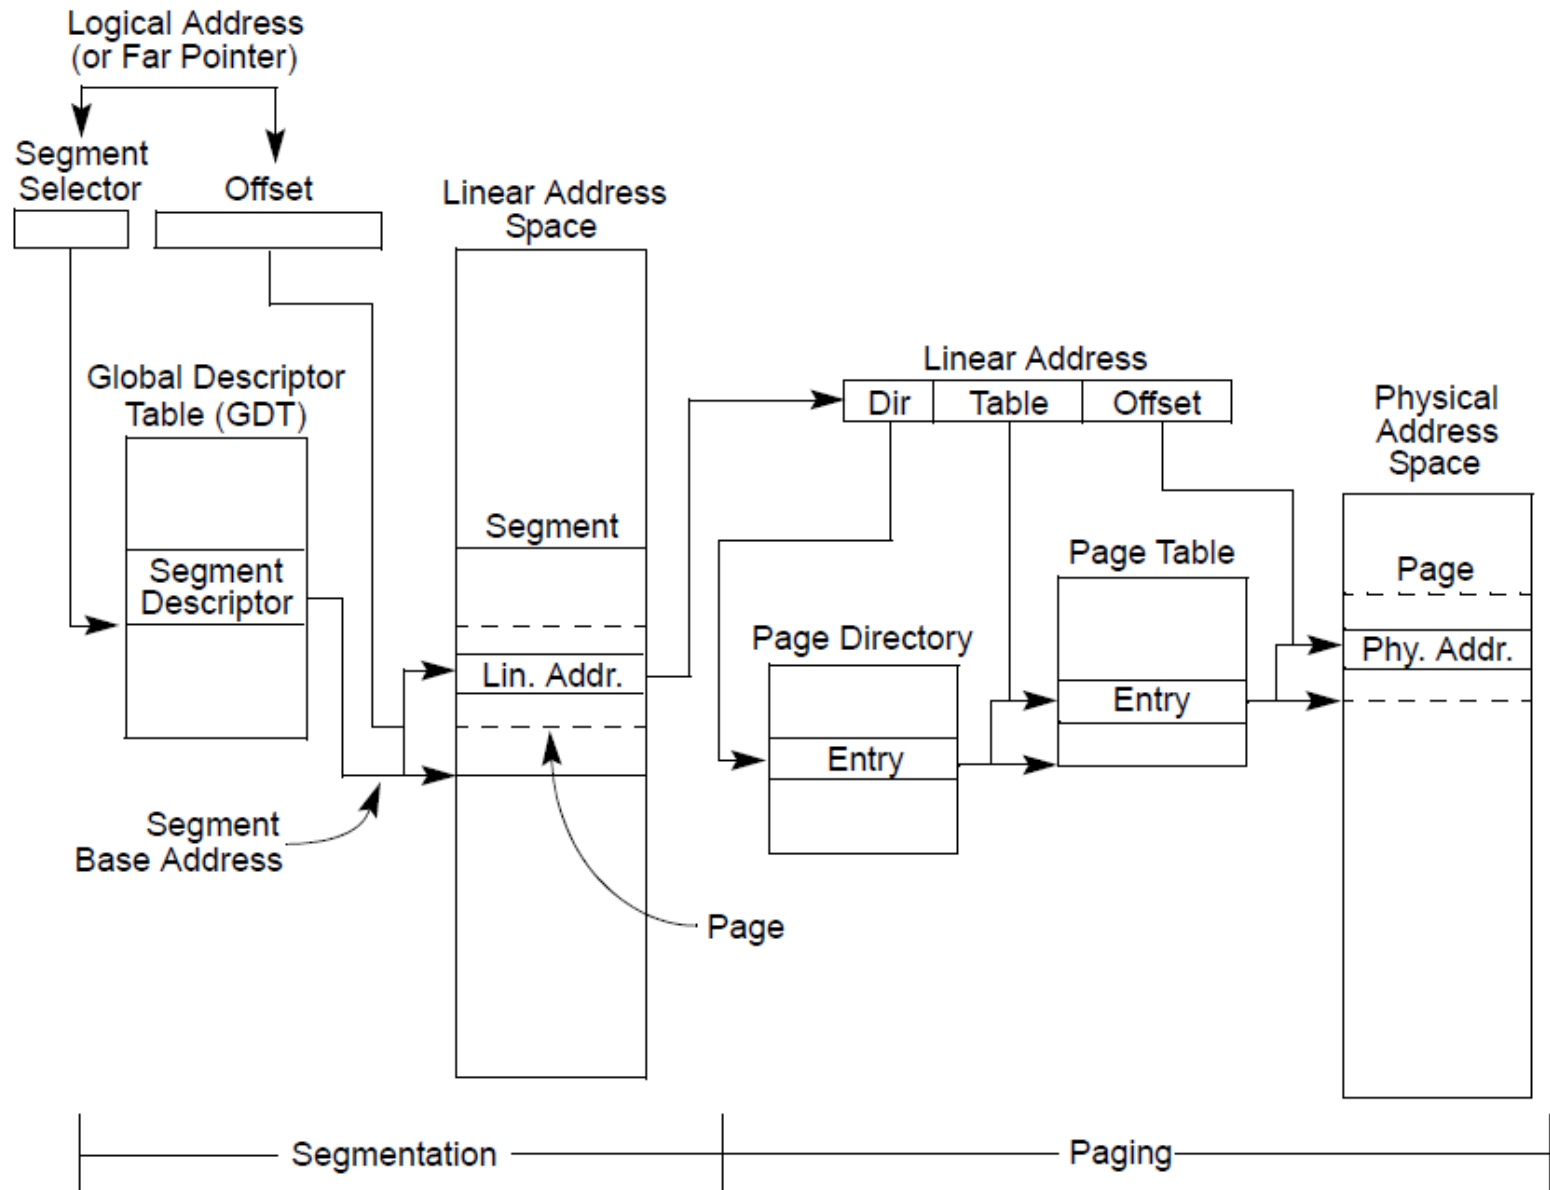 Logical Address
(or Far Pointer)
Segment
Selector
Offset
Linear Address
Space
Global Descriptor
Table (GDT)
Segment
Descriptor
Segment
Lin. Addr.
Segment
Base Address
Page
Linear Address
Dir
Table
Offset
Page Directory
Entry
Page Table
Entry
Physical
Address
Space
Page
Phy. Addr.
Segmentation
Paging